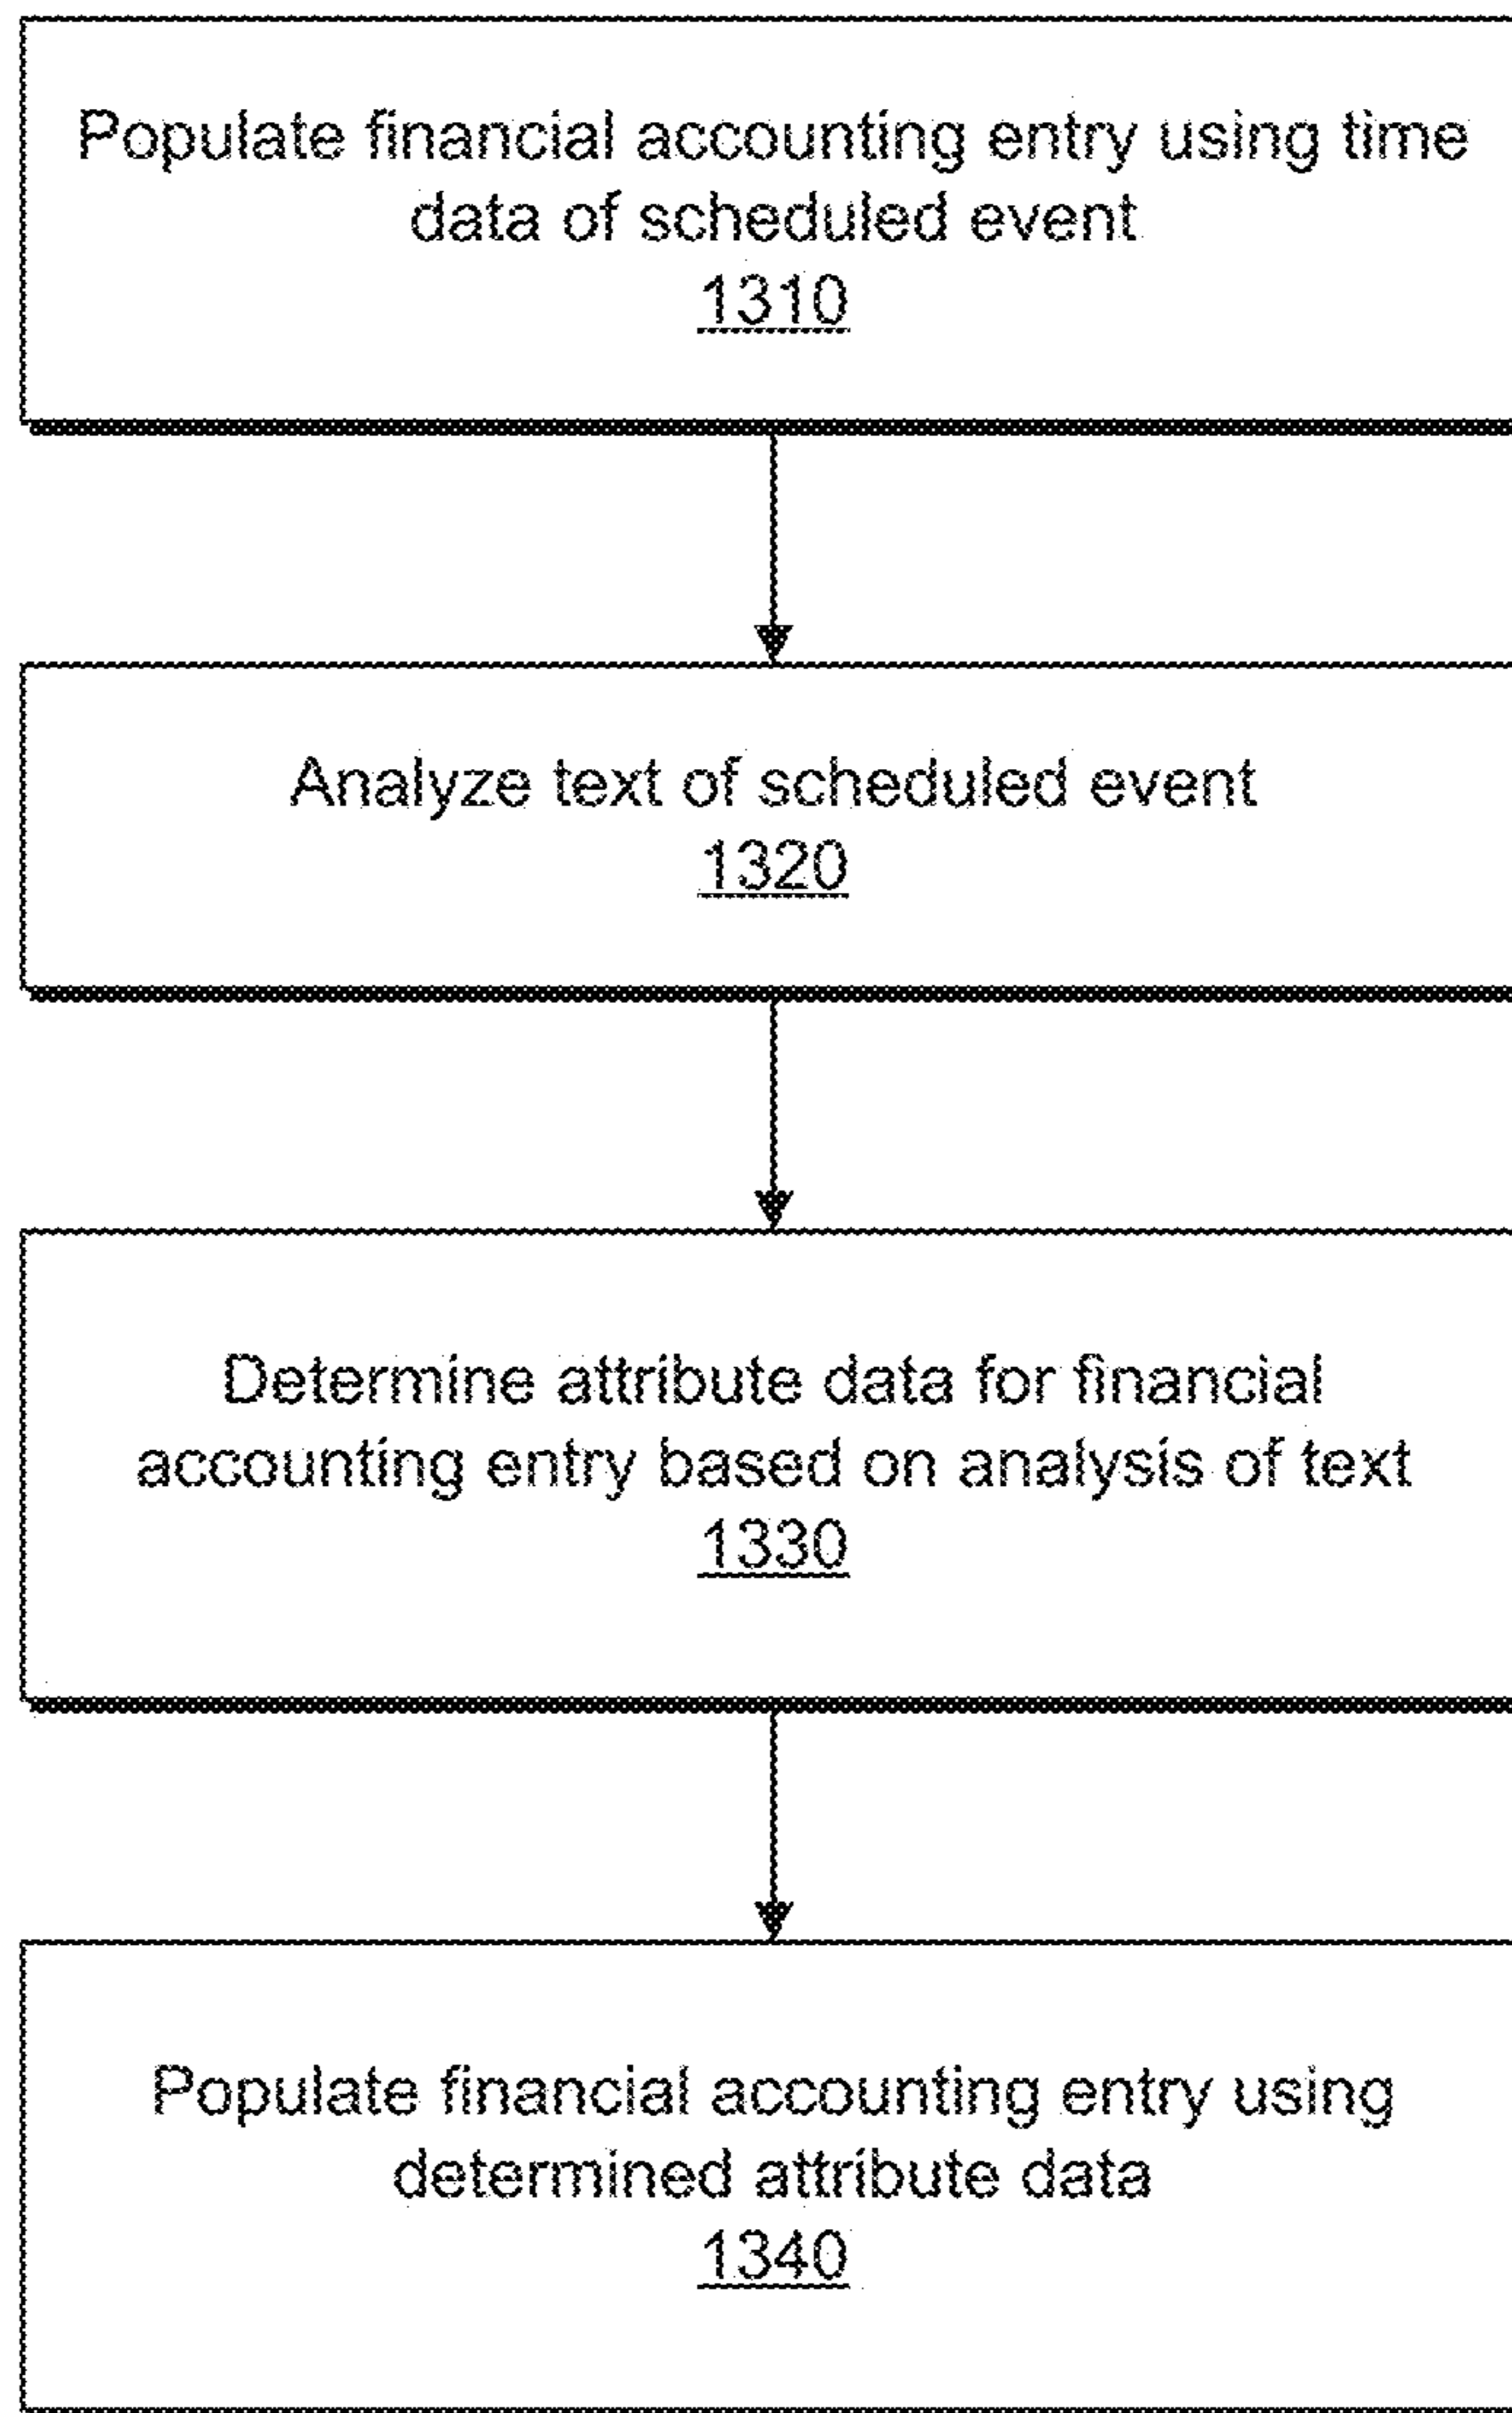 Populate financial accounting entry using time
data of scheduled event
1310
Analyze text of scheduled event
1320
Determine attribute data for financial
accounting entry based on analysis of text
1330
Populate financial accounting entry using
determined attribute data
1340